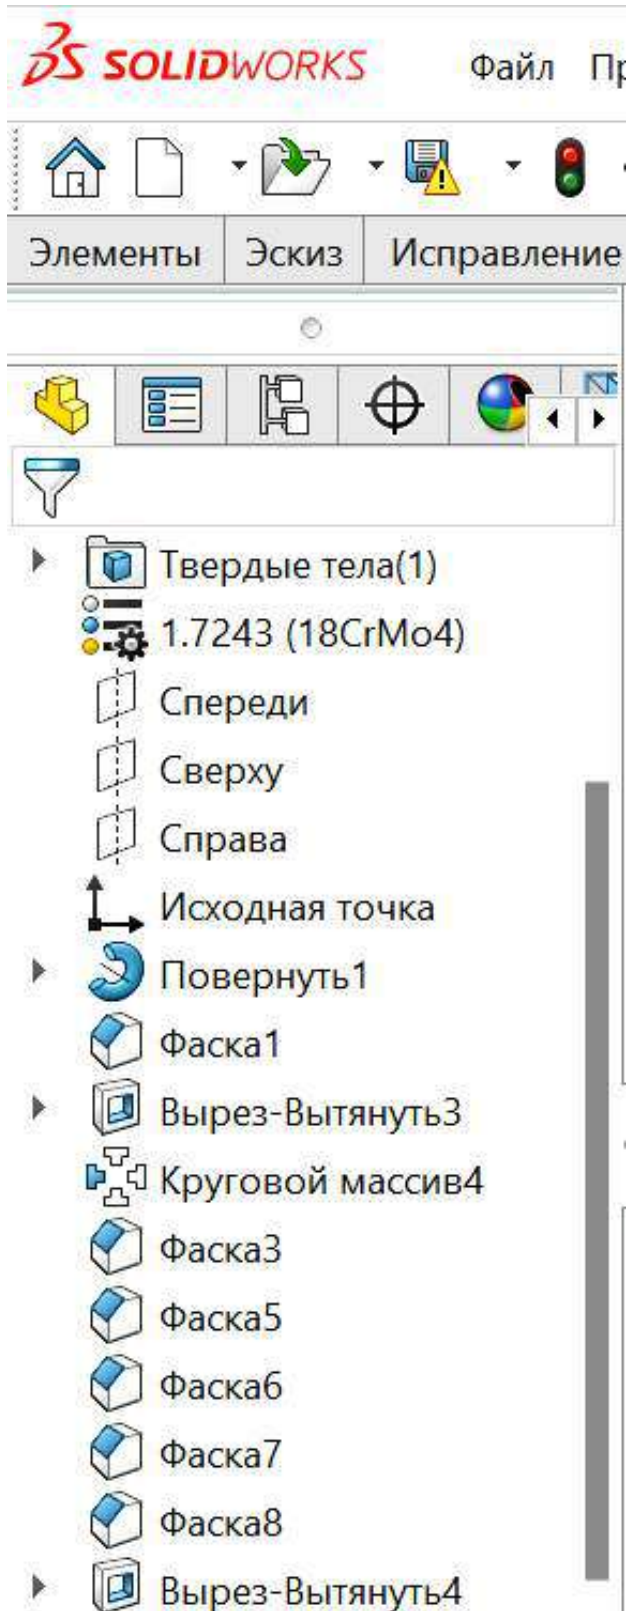 SOLIDWORKS Файл
Элементы Эскиз Исправление
Твердые тела(1)
1.7243 (18CrMo4)
Спереди
Сверху
Справа
Исходная точка
Повернуть1
Фаска1
Вырез-Вытянуть3
Круговой массив4
Фаска3
Фаска5
Фаска6
Фаска7
Фаска8
Вырез-Вытянуть4